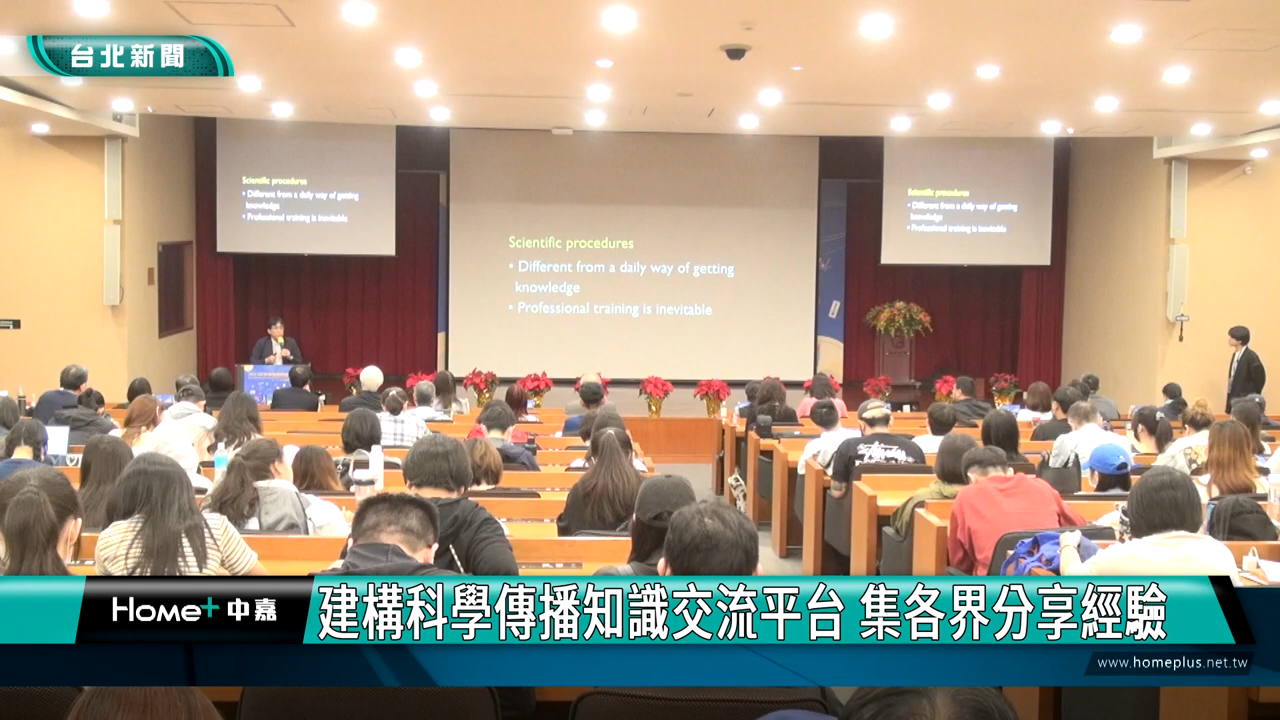 台北新聞
Scientific procedures
• Different from a daily way of getting
knowledge
• Professional training is inevitable
Scientific procedures
• Different from a daily way of getting
knowledge
• Professional training is inevitable
Scientific procedures
• Different from a daily way of getting
knowledge
• Professional training is inevitable
Home+ 中嘉
建構科學傳播知識交流平台 集各界分享經驗
www.homeplus.net.tw